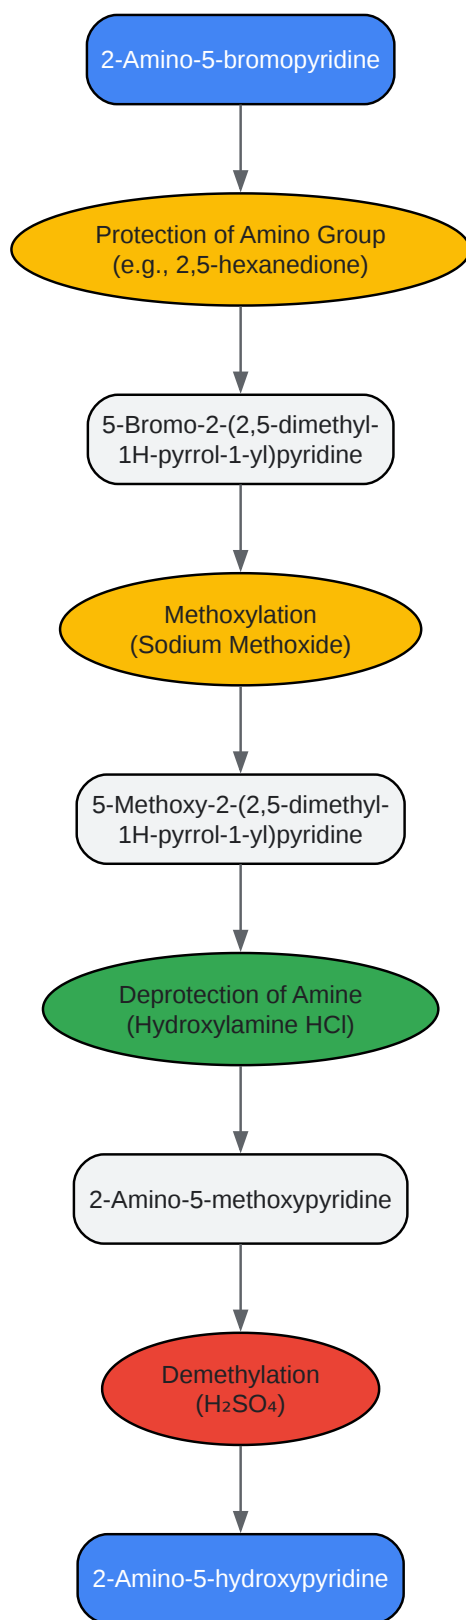 2-Amino-5-bromopyridine
Protection of Amino Group
(e.g., 2,5-hexanedione)
5-Bromo-2-(2,5-dimethyl-
1H-pyrrol-1-yl)pyridine
Methoxylation
(Sodium Methoxide)
5-Methoxy-2-(2,5-dimethyl-
1H-pyrrol-1-yl)pyridine
Deprotection of Amine
(Hydroxylamine HCl)
2-Amino-5-methoxypyridine
Demethylation
(H₂SO₄)
2-Amino-5-hydroxypyridine